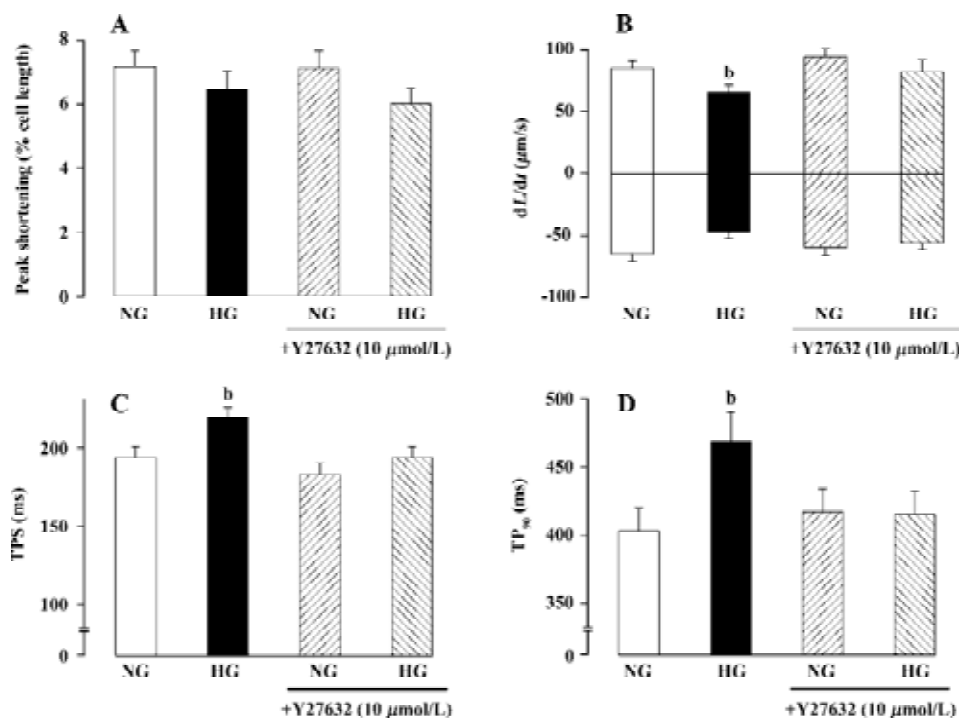 A
Peak shortening (% cell length)
8
6
4
2
0
NG HG NG HG
+Y27632 (10 μmol/L)
B
dL/dt (μm/s)
100
50
0
-50
-100
b
NG HG NG HG
+Y27632 (10 μmol/L)
C
TPS (ms)
200
150
100
0
b
NG HG NG HG
+Y27632 (10 μmol/L)
D
TP90 (ms)
500
450
400
350
0
b
NG HG NG HG
+Y27632 (10 μmol/L)